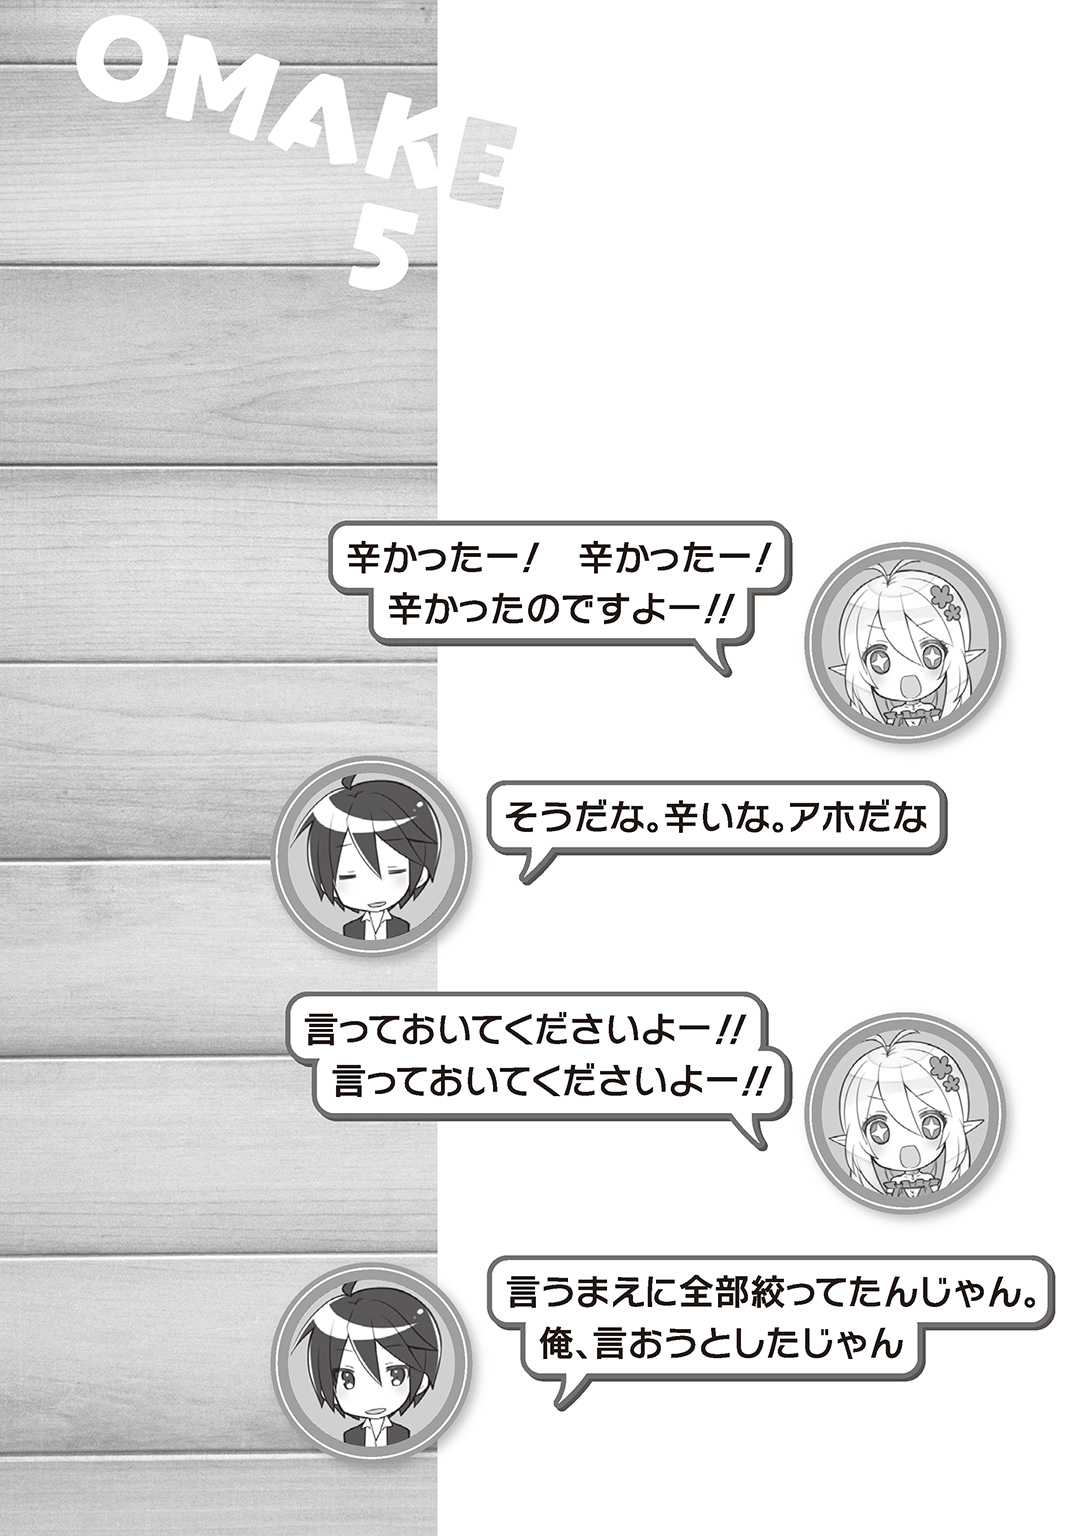 OMAKE
5
辛かったー！　辛かったー！
辛かったのですよー！！
そうだな。辛いな。アホだな
言っておいてくださいよー！！
言っておいてくださいよー！！
言うまえに全部絞ってたんじゃん。
俺、言おうとしたじゃん